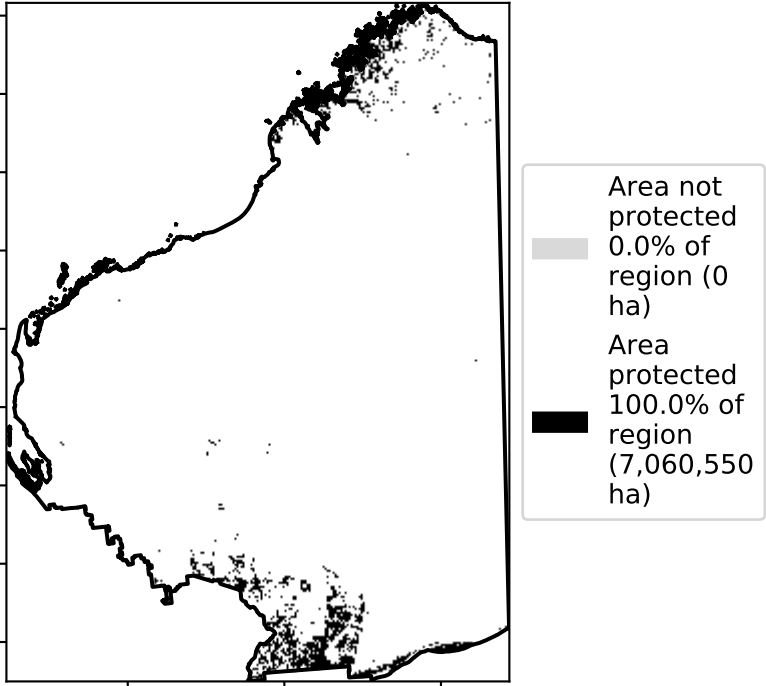 Area not
protected
0.0% of
region (0
ha)
Area
protected
100.0% of
region
(7,060,550
ha)